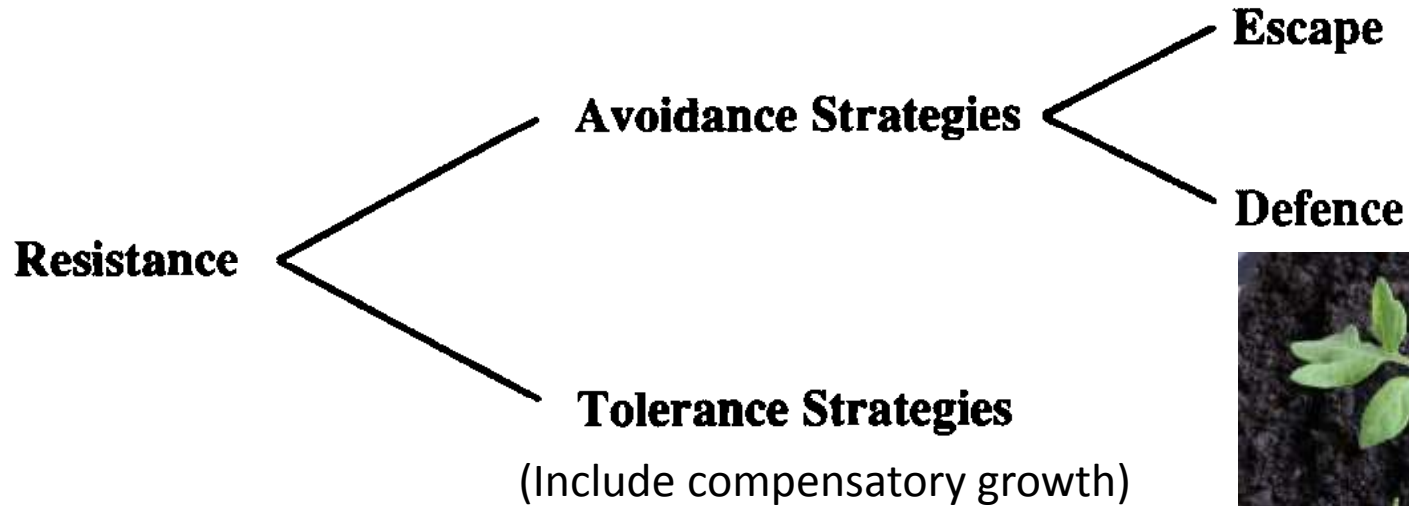 Escape
Avoidance Strategies
Defence
Resistance
Tolerance Strategies
(Include compensatory growth)